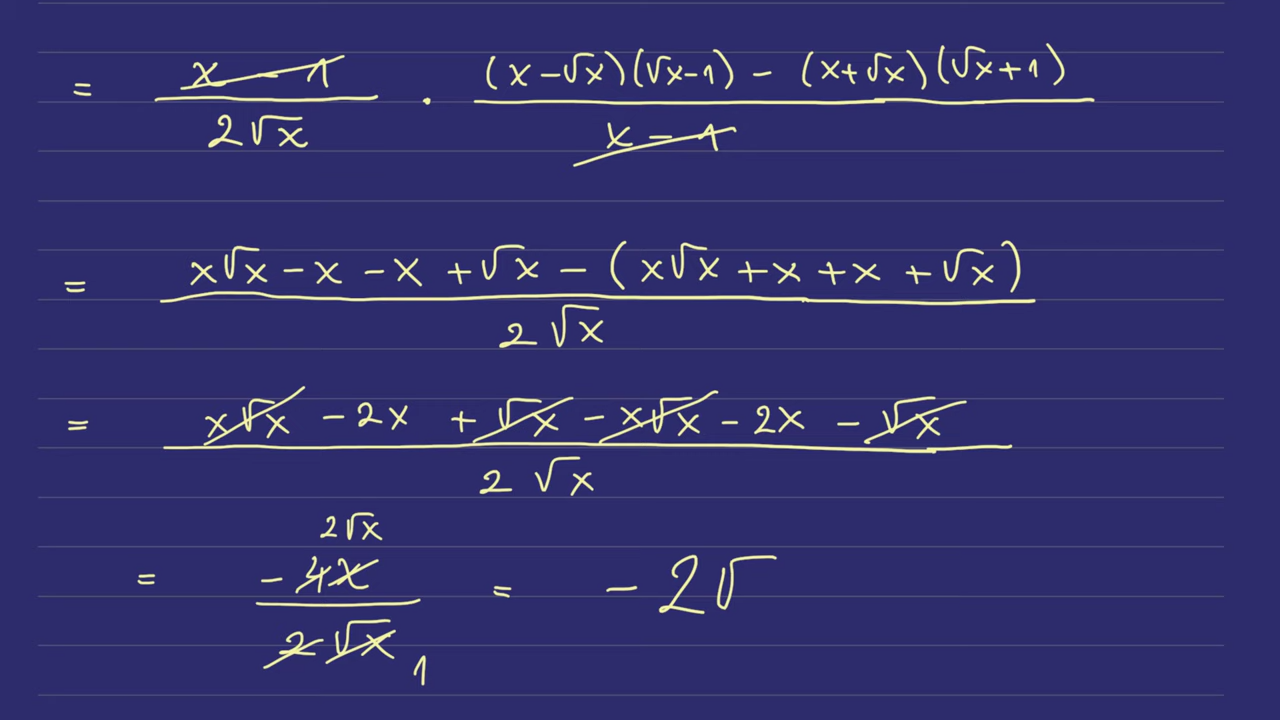 = x - 1 / 2√x · (x - √x)(√x - 1) - (x + √x)(√x + 1) / x - 1
= x√x - x - x + √x - (x√x + x + x + √x) / 2√x
= x√x - 2x + √x - x√x - 2x - √x / 2√x
2√x
= -4x / 2√x 1 = -2√